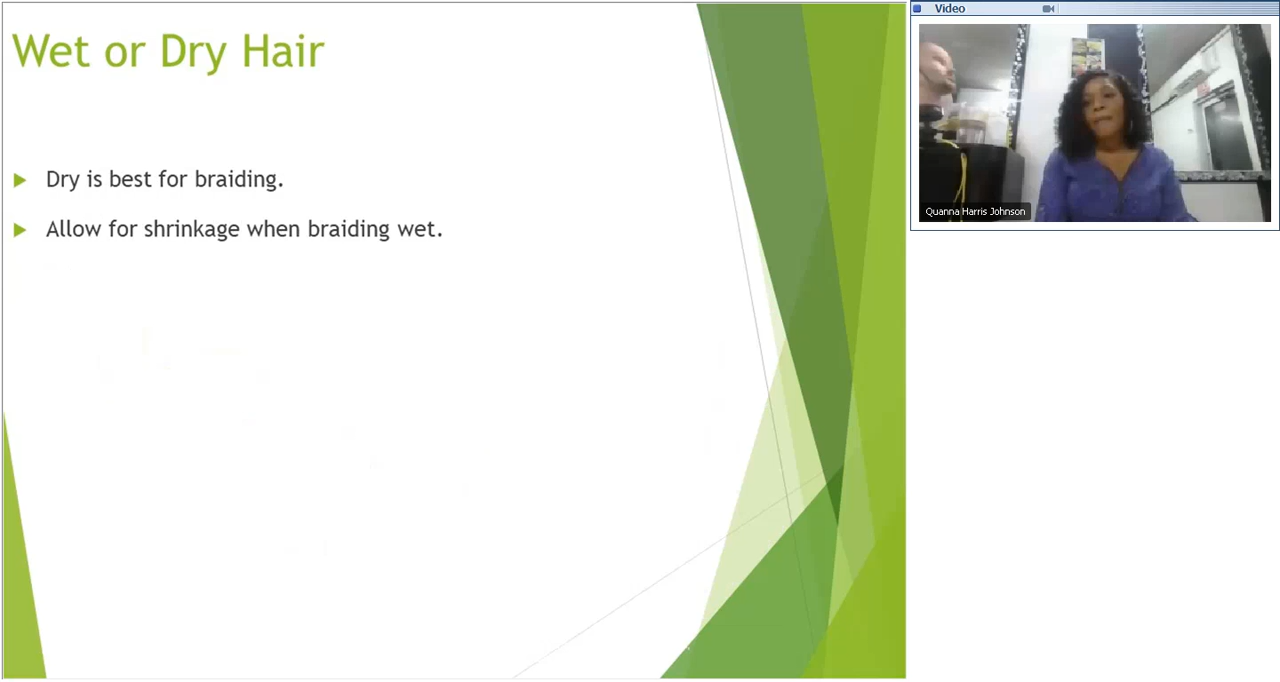 Wet or Dry Hair
Dry is best for braiding.
Allow for shrinkage when braiding wet.
Video
Quanna Harris Johnson